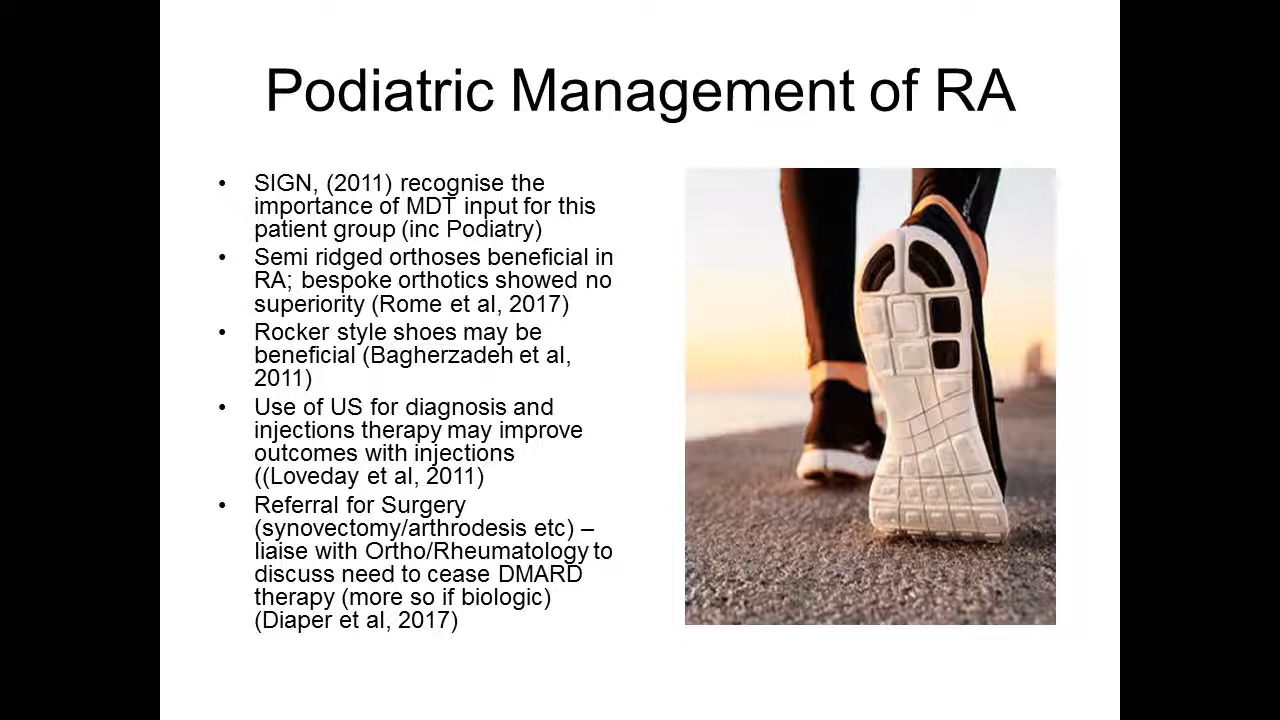 Podiatric Management of RA
• SIGN, (2011) recognise the
importance of MDT input for this
patient group (inc Podiatry)
• Semi ridged orthoses beneficial in
RA; bespoke orthotics showed no
superiority (Rome et al, 2017)
• Rocker style shoes may be
beneficial (Bagherzadeh et al,
2011)
• Use of US for diagnosis and
injections therapy may improve
outcomes with injections
((Loveday et al, 2011)
• Referral for Surgery
(synovectomy/arthrodesis etc) –
liaise with Ortho/Rheumatology to
discuss need to cease DMARD
therapy (more so if biologic)
(Diaper et al, 2017)